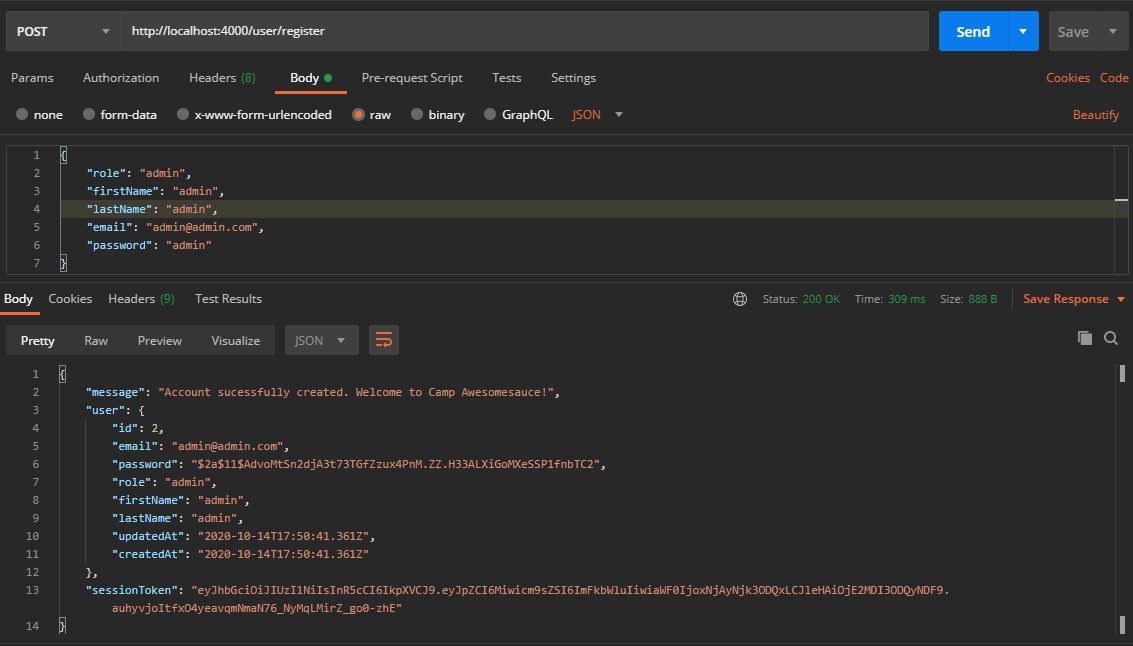 POST http://localhost:4000/user/register Send Save
Params Authorization Headers (8) Body Pre-request Script Tests Settings Cookies Code
none form-data x-www-form-urlencoded raw binary GraphQL JSON Beautify
1 {
2 "role": "admin",
3 "firstName": "admin",
4 "lastName": "admin",
5 "email": "admin@admin.com",
6 "password": "admin"
7 }
Body Cookies Headers (9) Test Results Status: 200 OK Time: 309 ms Size: 888 B Save Response
Pretty Raw Preview Visualize JSON
1 {
2 "message": "Account sucessfully created. Welcome to Camp Awesomesauce!",
3 "user": {
4 "id": 2,
5 "email": "admin@admin.com",
6 "password": "$2a$11$AdvoMtSn2djA3t73TGfZzux4PnM.ZZ.H33ALXiGoMXeSSP1fnbTC2",
7 "role": "admin",
8 "firstName": "admin",
9 "lastName": "admin",
10 "updatedAt": "2020-10-14T17:50:41.361Z",
11 "createdAt": "2020-10-14T17:50:41.361Z"
12 },
13 "sessionToken": "eyJhbGciOiJIUzI1NiIsInR5cCI6IkpXVCJ9.eyJpZCI6Miwicm9sZSI6ImFkbWluIiwiaWF0IjoxNjAyNjk3ODQxLCJleHAiOjE2MDI3ODQyNDF9.
auhyvjoItfxO4yeavqmNmaN76_NyMqLMirZ_go0-zhE"
14 }